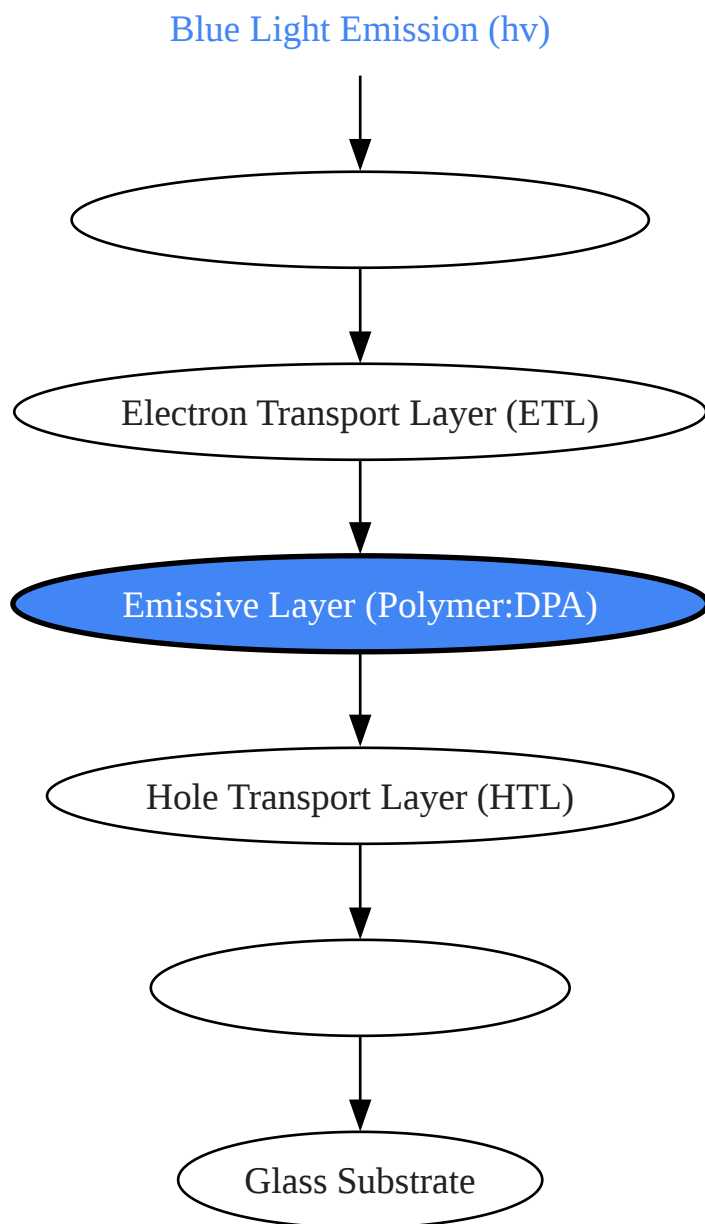 Blue Light Emission (hv)
Electron Transport Layer (ETL)
Emissive Layer (Polymer:DPA)
Hole Transport Layer (HTL)
Glass Substrate